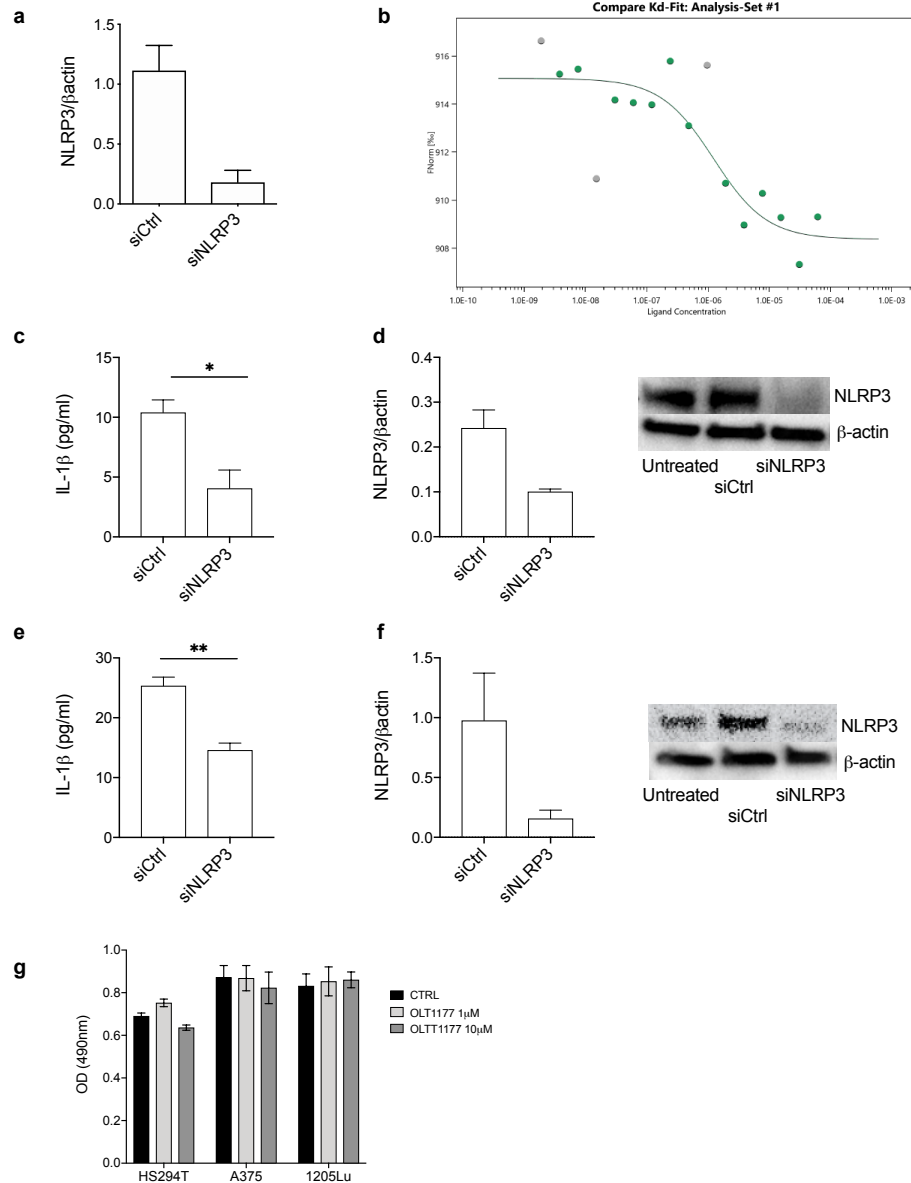 a
NLRP3/βactin
1.5
1.0
0.5
0.0
siCtrl
siNLRP3
b
Compare Kd-Fit: Analysis-Set #1
FNorm [‰]
916
914
912
910
908
1.0E-10 1.0E-09 1.0E-08 1.0E-07 1.0E-06 1.0E-05 1.0E-04 1.0E-03
Ligand Concentration
c
IL-1β (pg/ml)
15
10
5
0
*
siCtrl
siNLRP3
d
NLRP3/βactin
0.4
0.3
0.2
0.1
0.0
siCtrl
siNLRP3
NLRP3
β-actin
Untreated siNLRP3
siCtrl
e
IL-1β (pg/ml)
30
20
10
0
**
siCtrl
siNLRP3
f
NLRP3/βactin
1.5
1.0
0.5
0.0
siCtrl
siNLRP3
NLRP3
β-actin
Untreated siNLRP3
siCtrl
g
OD (490nm)
1.0
0.8
0.6
0.4
0.2
0.0
HS294T A375 1205Lu
CTRL
OLT1177 1μM
OLTT1177 10μM